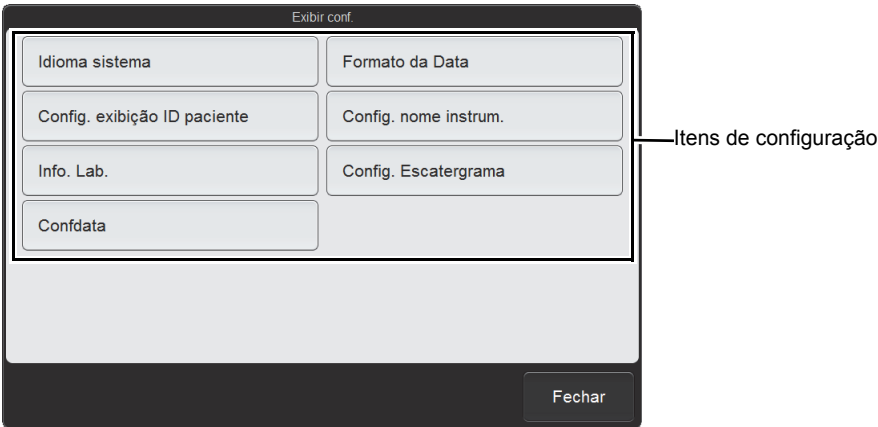 Exibir conf.
Idioma sistema
Formato da Data
Config. exibição ID paciente
Config. nome instrum.
Info. Lab.
Config. Escatergrama
Confdata
Itens de configuração
Fechar